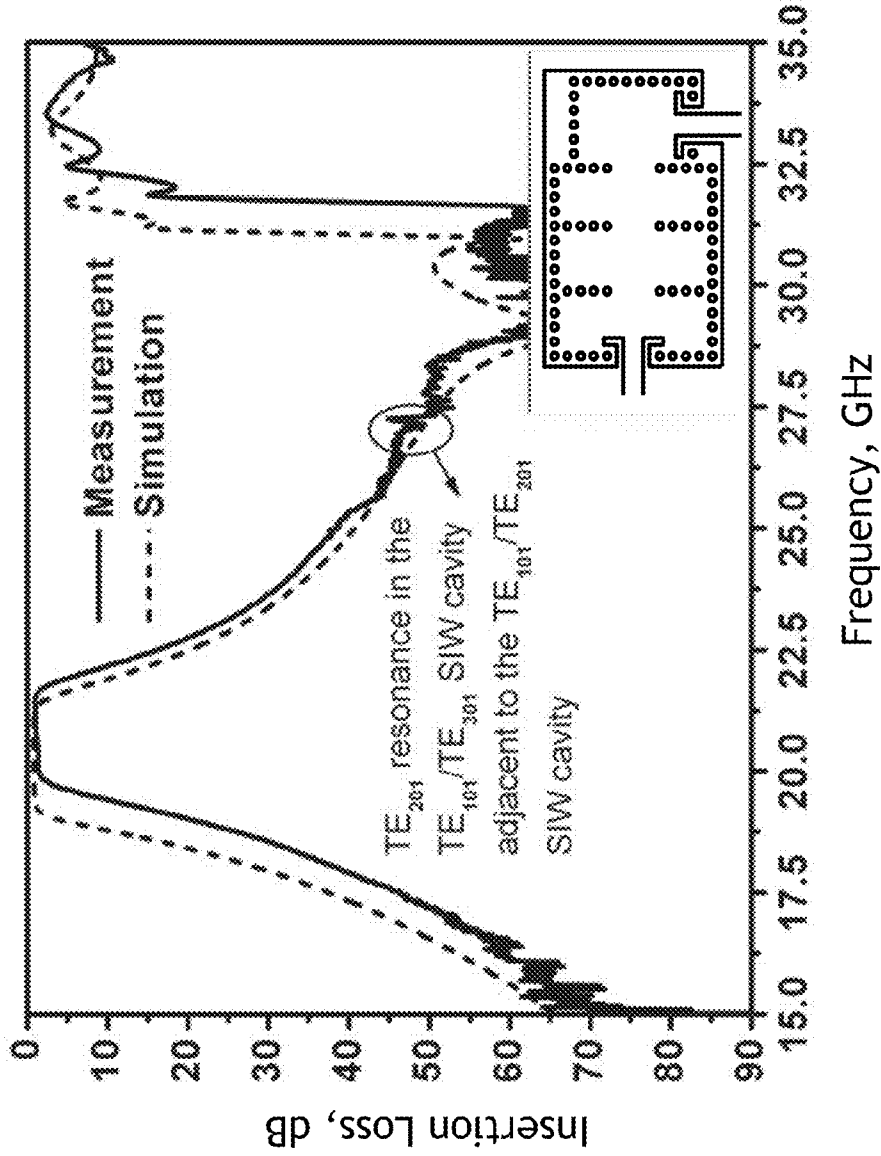 Measurement
Simulation
TE201 resonance in the
TE101/TE301 SIW cavity
adjacent to the TE101/TE201
SIW cavity
0
10
20
30
40
50
60
70
80
90
Insertion Loss, dB
15.0
17.5
20.0
22.5
25.0
27.5
30.0
32.5
35.0
Frequency, GHz